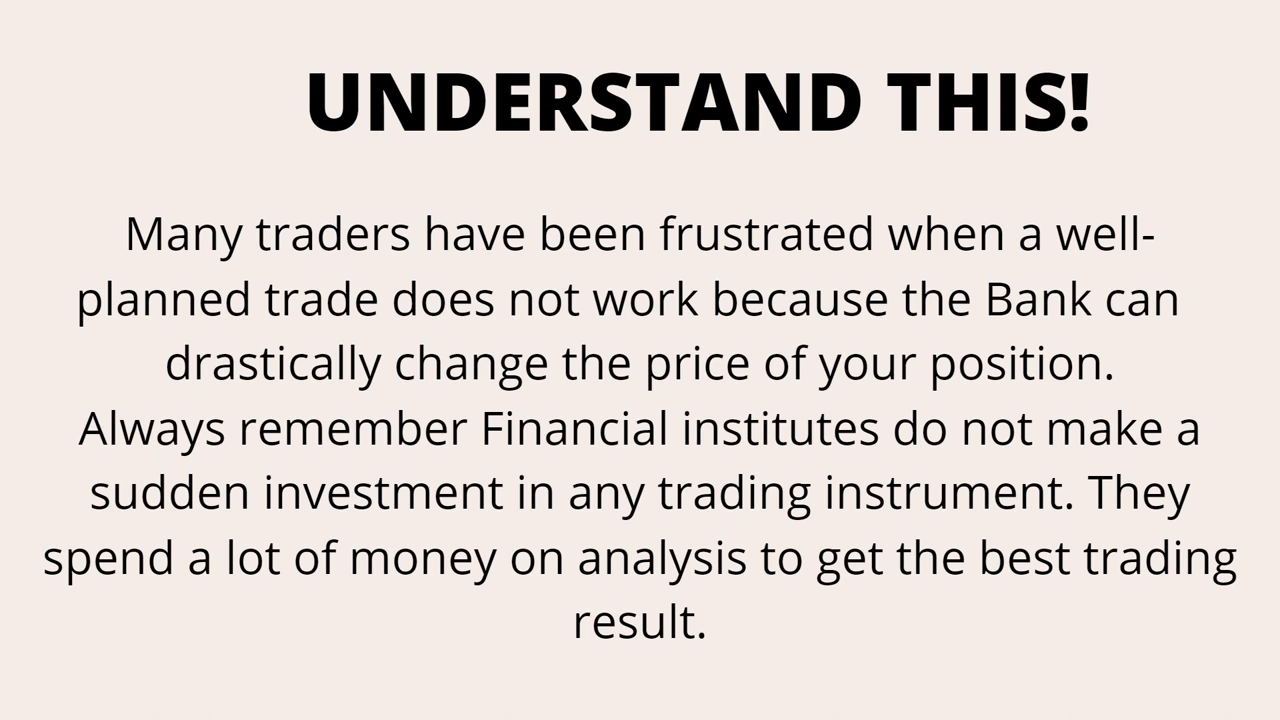 UNDERSTAND THIS!
Many traders have been frustrated when a well-
planned trade does not work because the Bank can
drastically change the price of your position.
Always remember Financial institutes do not make a
sudden investment in any trading instrument. They
spend a lot of money on analysis to get the best trading
result.